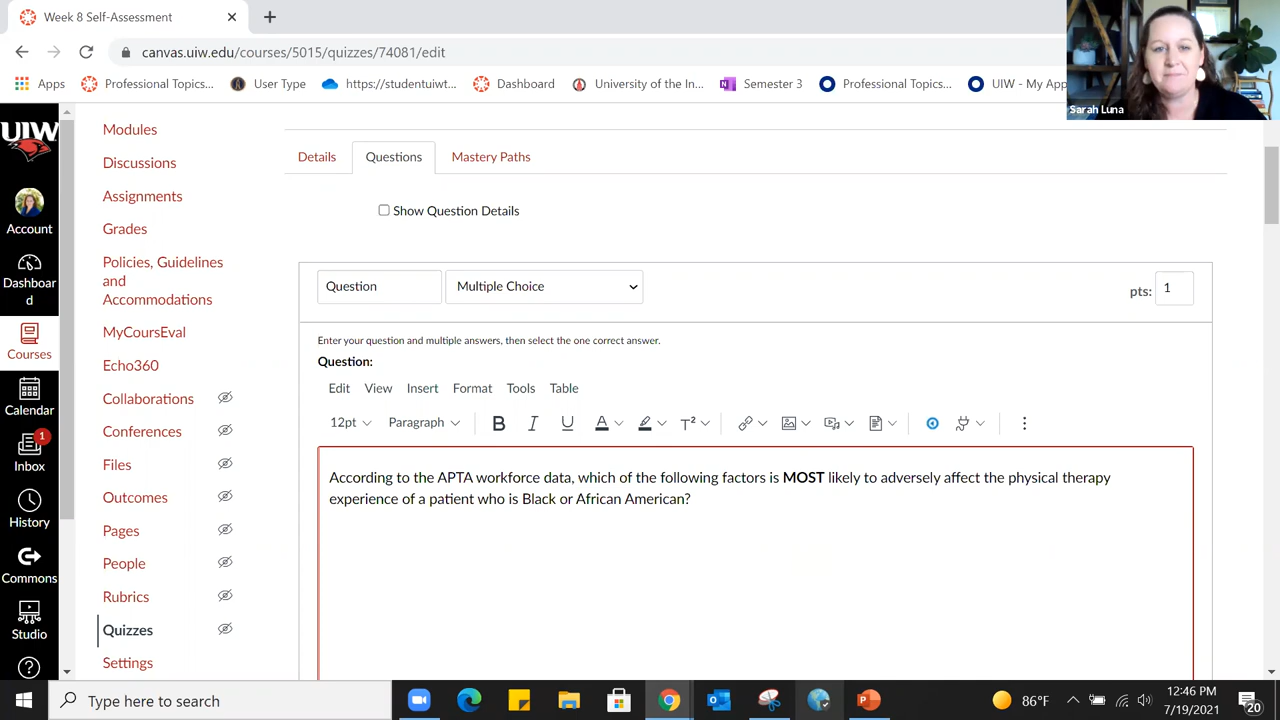 Week 8 Self-Assessment
canvas.uiw.edu/courses/5015/quizzes/74081/edit
Apps
Professional Topics...
User Type
https://studentuiwt...
Dashboard
University of the In...
Semester 3
Professional Topics...
UIW - My App
Sarah Luna
UIW
Account
Dashboar
d
Courses
Calendar
1
Inbox
History
Commons
Studio
Modules
Discussions
Assignments
Grades
Policies, Guidelines
and
Accommodations
MyCoursEval
Echo360
Collaborations
Conferences
Files
Outcomes
Pages
People
Rubrics
Quizzes
Settings
Details
Questions
Mastery Paths
Show Question Details
Question
Multiple Choice
pts:
1
Enter your question and multiple answers, then select the one correct answer.
Question:
Edit View Insert Format Tools Table
12pt Paragraph B I U A T²
According to the APTA workforce data, which of the following factors is MOST likely to adversely affect the physical therapy
experience of a patient who is Black or African American?
Type here to search
86°F
12:46 PM
7/19/2021
20